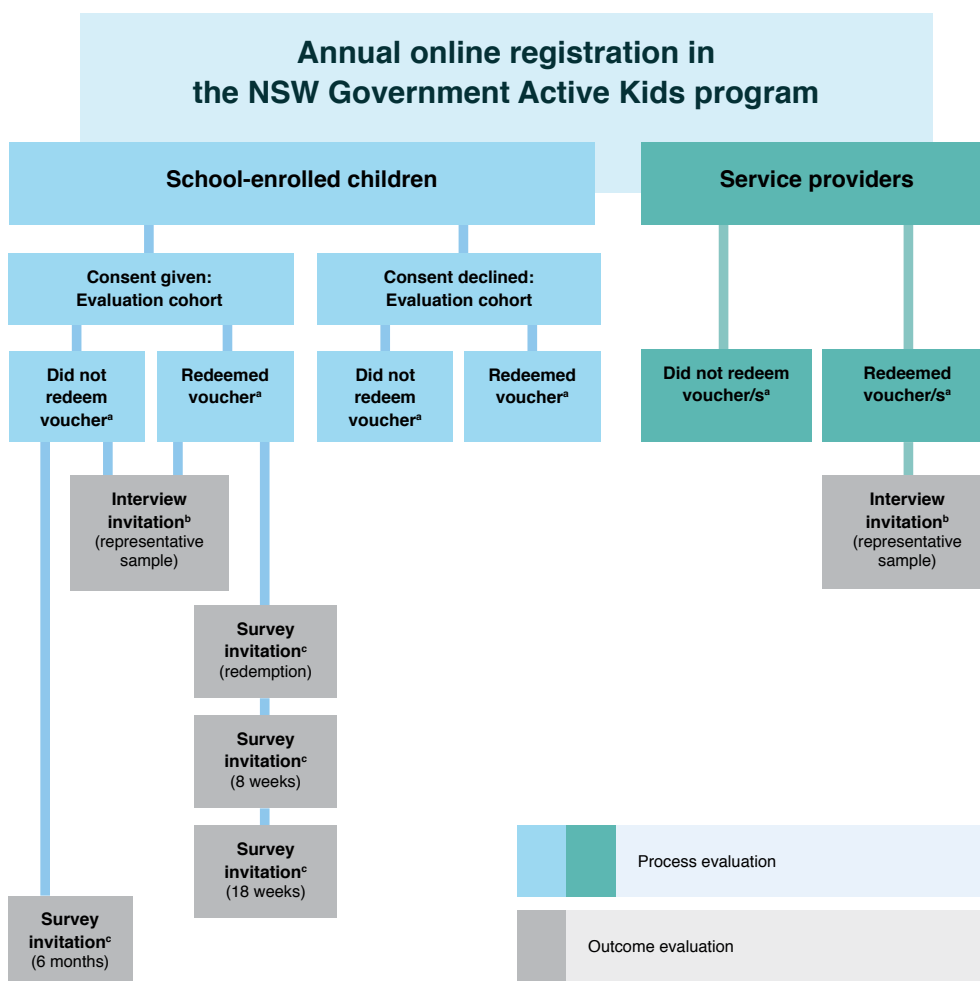 Annual online registration in
the NSW Government Active Kids program
School-enrolled children
Service providers
Consent given:
Evaluation cohort
Consent declined:
Evaluation cohort
Did not
redeem
voucherᵃ
Redeemed
voucherᵃ
Did not
redeem
voucherᵃ
Redeemed
voucherᵃ
Did not redeem
voucher/sᵃ
Redeemed
voucher/sᵃ
Interview
invitationᵇ
(representative
sample)
Interview
invitationᵇ
(representative
sample)
Survey
invitationᶜ
(redemption)
Survey
invitationᶜ
(8 weeks)
Survey
invitationᶜ
(18 weeks)
Survey
invitationᶜ
(6 months)
Process evaluation
Outcome evaluation